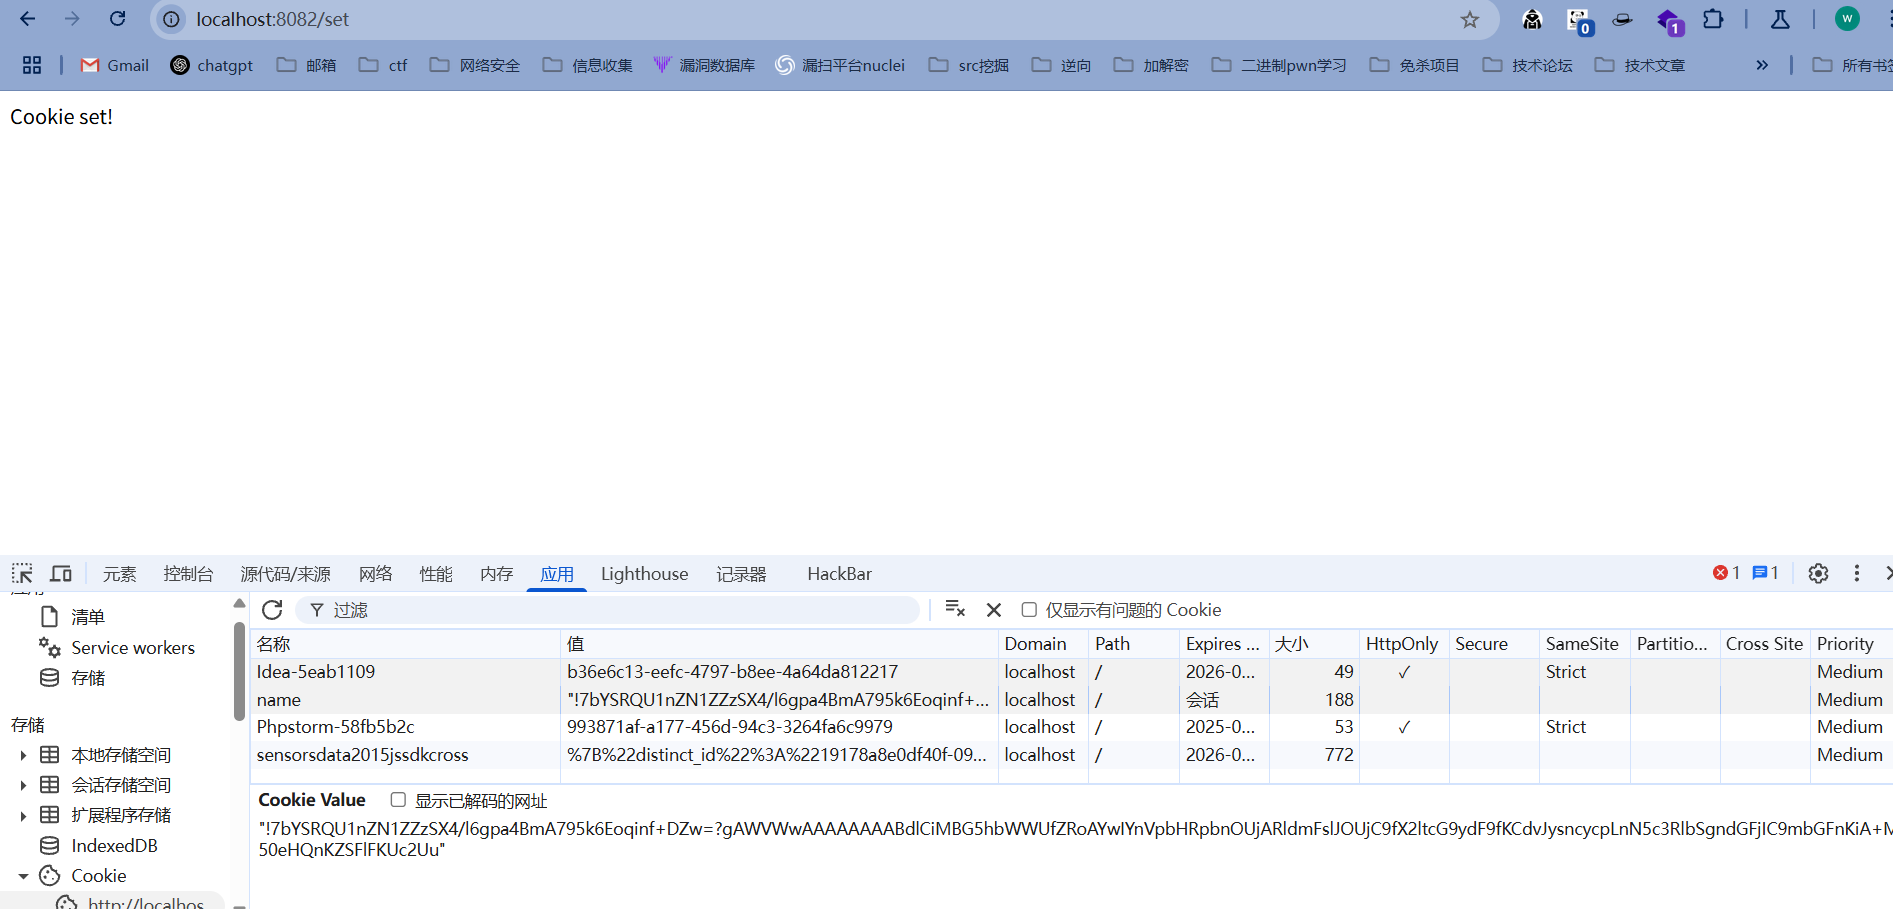 localhost:8082/set
0
1
W
Gmail chatgpt 邮箱 ctf 网络安全 信息收集 漏洞数据库 漏扫平台nuclei src挖掘 逆向 加解密 二进制pwn学习 免杀项目 技术论坛 技术文章 » 所有书签
Cookie set!
元素 控制台 源代码/来源 网络 性能 内存 应用 Lighthouse 记录器 HackBar 1 1
清单
Service workers
存储
存储
本地存储空间
会话存储空间
扩展程序存储
IndexedDB
Cookie
http://localhos
过滤 仅显示有问题的 Cookie
名称 值 Domain Path Expires ... 大小 HttpOnly Secure SameSite Partitio... Cross Site Priority
Idea-5eab1109 b36e6c13-eefc-4797-b8ee-4a64da812217 localhost / 2026-0... 49 ✓ Strict Medium
name "!7bYSRQU1nZN1ZZzSX4/l6gpa4BmA795k6Eoqinf+... localhost / 会话 188 Medium
Phpstorm-58fb5b2c 993871af-a177-456d-94c3-3264fa6c9979 localhost / 2025-0... 53 ✓ Strict Medium
sensorsdata2015jssdkcross %7B%22distinct_id%22%3A%2219178a8e0df40f-09... localhost / 2026-0... 772 Medium
Cookie Value 显示已解码的网址
"!7bYSRQU1nZN1ZZzSX4/l6gpa4BmA795k6Eoqinf+DZw=?gAWVWwAAAAAAAABdlCiMBG5hbWWUfZRoAYwIYnVpbHRpbnOUjARldmFslJOUjC9fX2ltcG9ydF9fKCdvJysncycpLnN5c3RlbSgndGFjIC9mbGFnKiA+M
50eHQnKZSFlFKUc2Uu"